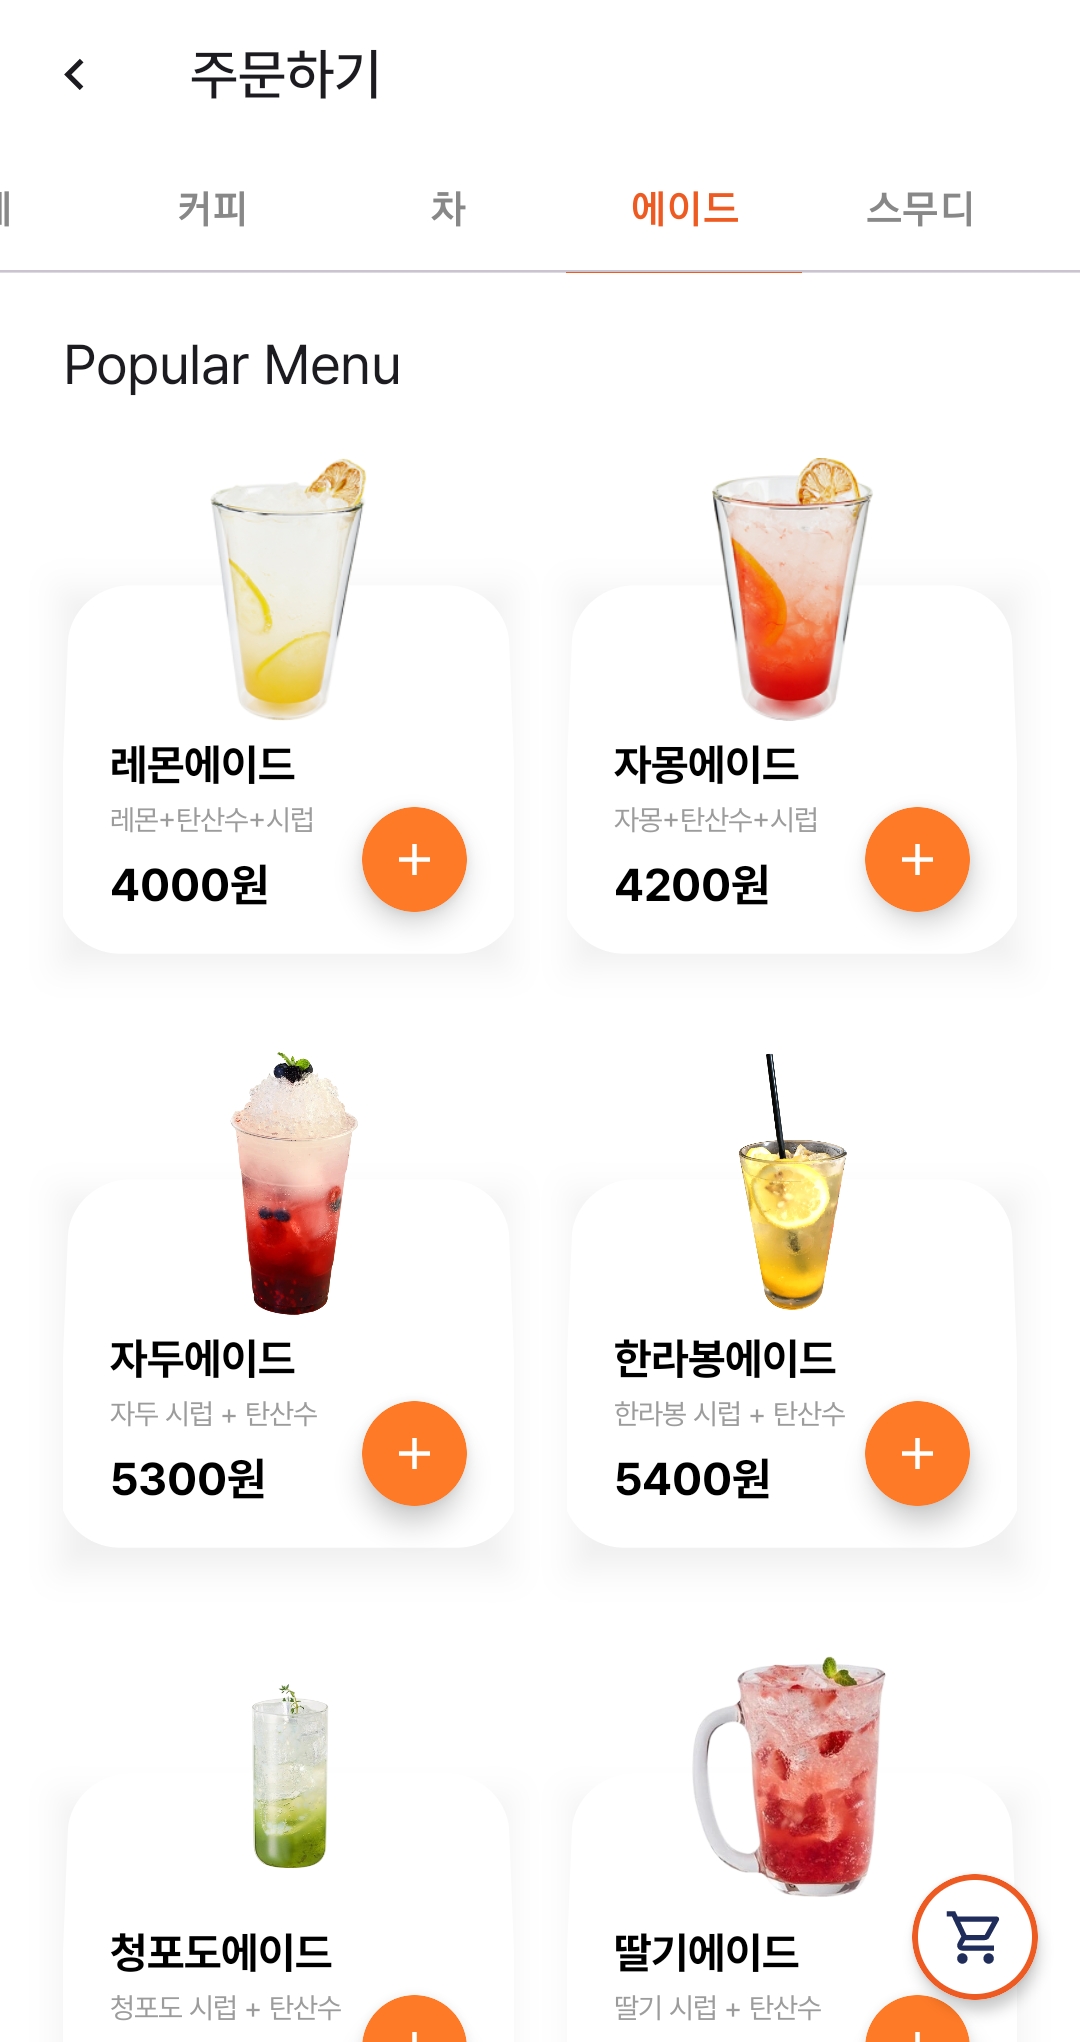 주문하기
커피 차 에이드 스무디
Popular Menu
레몬에이드
레몬+탄산수+시럽
4000원
자몽에이드
자몽+탄산수+시럽
4200원
자두에이드
자두 시럽 + 탄산수
5300원
한라봉에이드
한라봉 시럽 + 탄산수
5400원
청포도에이드
청포도 시럽 + 탄산수
딸기에이드
딸기 시럽 + 탄산수